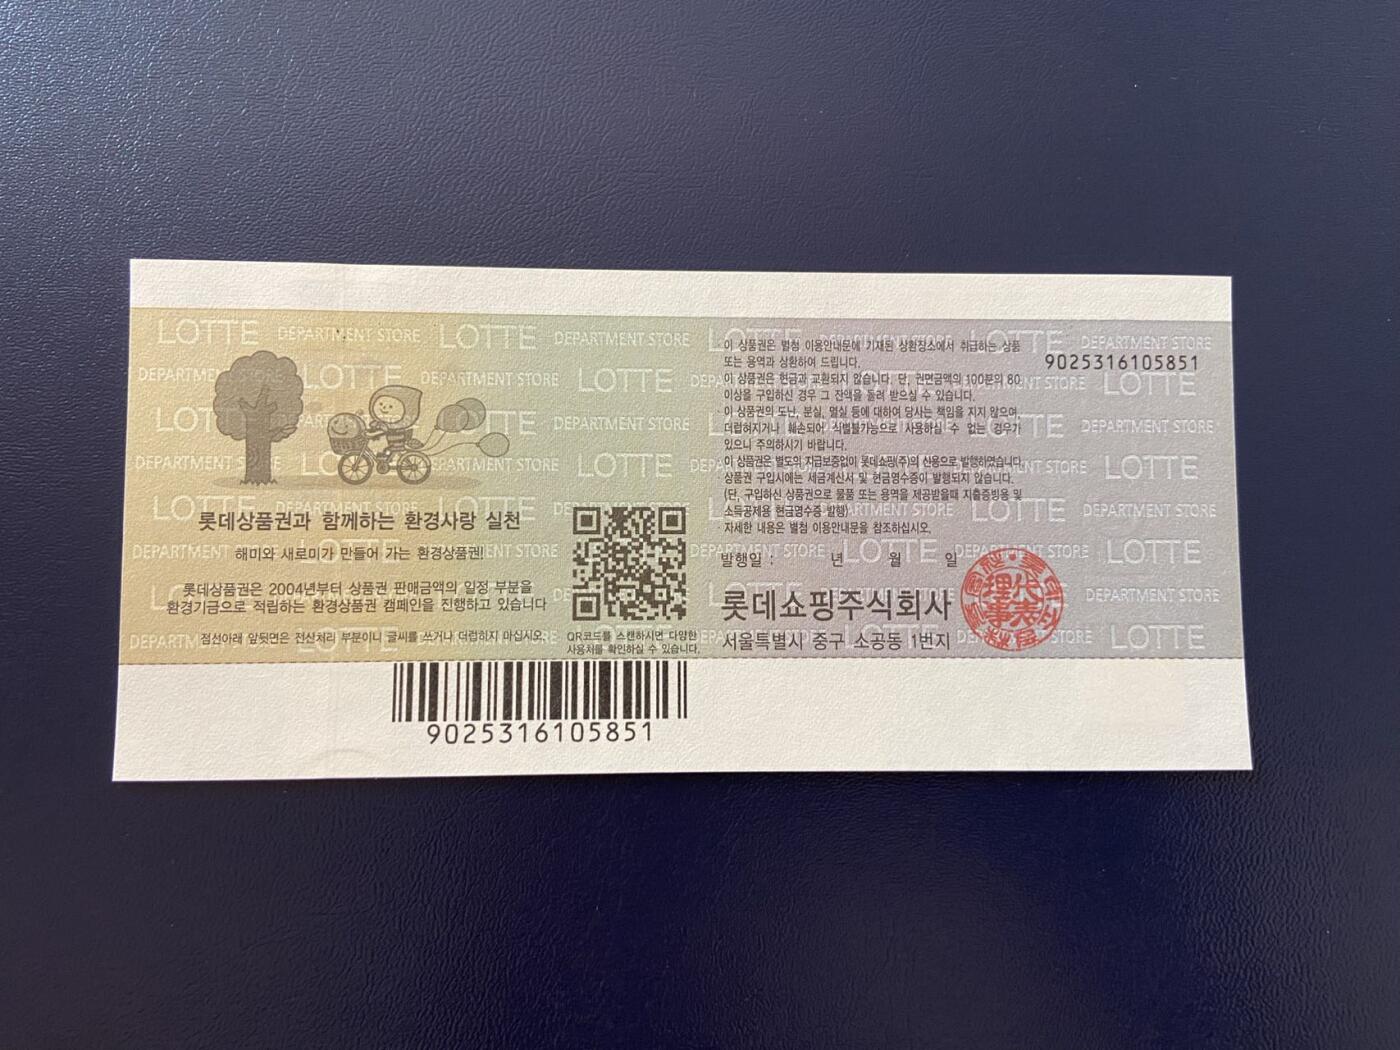 LOTTE DEPARTMENT STORE
롯데상품권과 함께하는 환경사랑 실천
해미와 새로미가 만들어 가는 환경상품권!
롯데상품권은 2004년부터 상품권 판매금액의 일정 부분을
환경기금으로 적립하는 환경상품권 캠페인을 진행하고 있습니다
점선아래 앞뒷면은 전산처리 부분이니 글씨를 쓰거나 더럽히지 마십시오.
QR코드를 스캔하시면 다양한
사용처를 확인하실 수 있습니다.
9025316105851
· 이 상품권은 별첨 이용안내문에 기재된 상환장소에서 취급하는 상품
또는 용역과 상환하여 드립니다.
· 이 상품권은 현금과 교환되지 않습니다. 단, 권면금액의 100분의 80
이상을 구입하신 경우 그 잔액을 돌려 받으실 수 있습니다.
· 이 상품권의 도난, 분실, 멸실 등에 대하여 당사는 책임을 지지 않으며,
더럽혀지거나 훼손되어 식별불가능으로 사용하실 수 없는 경우가
있으니 주의하시기 바랍니다.
· 이 상품권은 별도의 지급보증없이 롯데쇼핑(주)의 신용으로 발행하였습니다.
· 상품권 구입시에는 세금계산서 및 현금영수증이 발행되지 않습니다.
(단, 구입하신 상품권으로 물품 또는 용역을 제공받을때 지출증빙용 및
소득공제용 현금영수증 발행)
· 자세한 내용은 별첨 이용안내문을 참조하십시오.
9025316105851
발행일 : 년 월 일
롯데쇼핑주식회사
서울특별시 중구 소공동 1번지